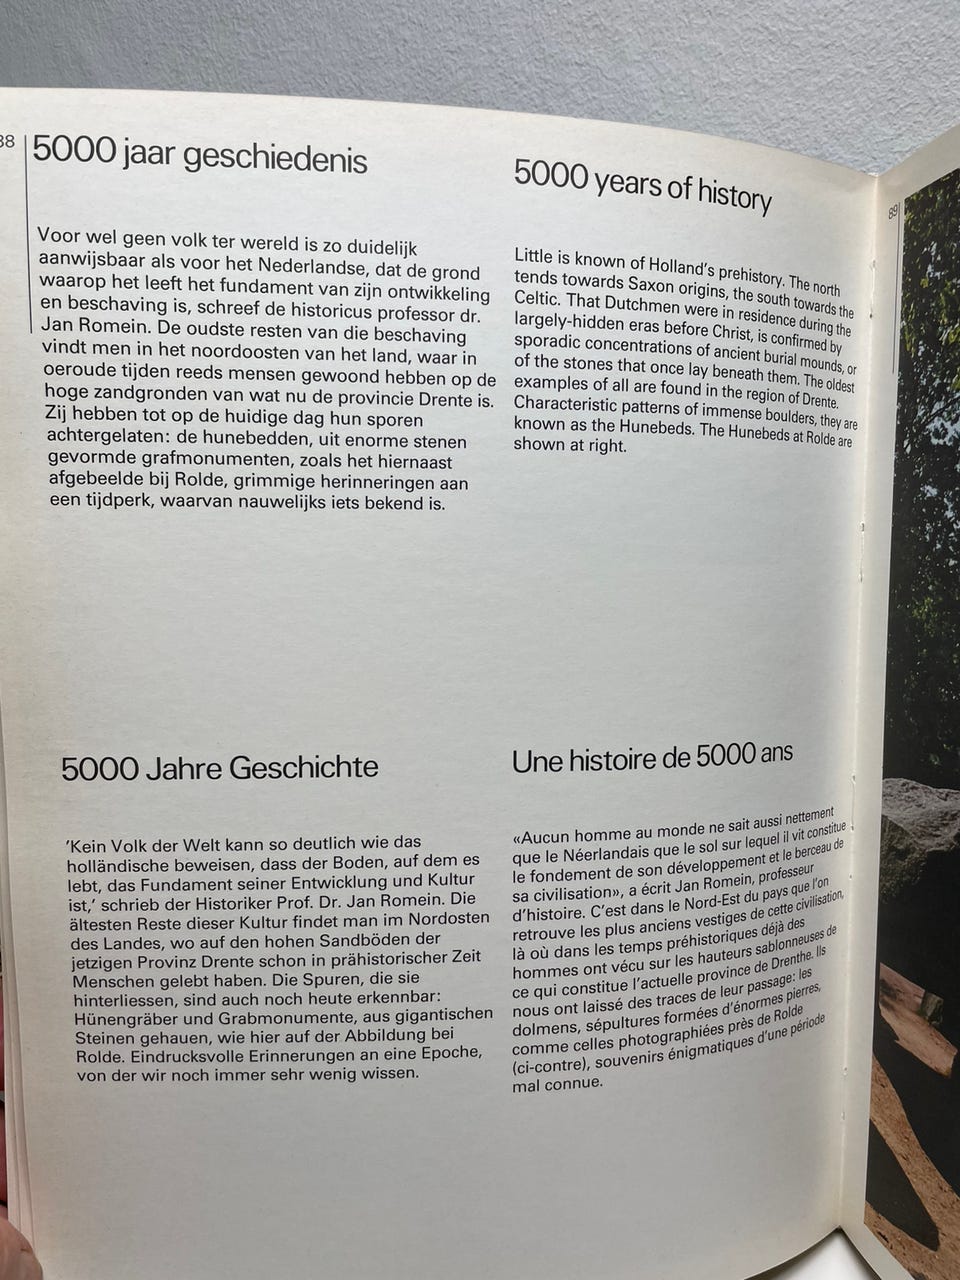 38
5000 jaar geschiedenis
Voor wel geen volk ter wereld is zo duidelijk
aanwijsbaar als voor het Nederlandse, dat de grond
waarop het leeft het fundament van zijn ontwikkeling
en beschaving is, schreef de historicus professor dr.
Jan Romein. De oudste resten van die beschaving
vindt men in het noordoosten van het land, waar in
oeroude tijden reeds mensen gewoond hebben op de
hoge zandgronden van wat nu de provincie Drente is.
Zij hebben tot op de huidige dag hun sporen
achtergelaten: de hunebedden, uit enorme stenen
gevormde grafmonumenten, zoals het hiernaast
afgebeelde bij Rolde, grimmige herinneringen aan
een tijdperk, waarvan nauwelijks iets bekend is.
5000 years of history
Little is known of Holland's prehistory. The north
tends towards Saxon origins, the south towards the
Celtic. That Dutchmen were in residence during the
largely-hidden eras before Christ, is confirmed by
sporadic concentrations of ancient burial mounds, or
of the stones that once lay beneath them. The oldest
examples of all are found in the region of Drente.
Characteristic patterns of immense boulders, they are
known as the Hunebeds. The Hunebeds at Rolde are
shown at right.
5000 Jahre Geschichte
'Kein Volk der Welt kann so deutlich wie das
holländische beweisen, dass der Boden, auf dem es
lebt, das Fundament seiner Entwicklung und Kultur
ist,' schrieb der Historiker Prof. Dr. Jan Romein. Die
ältesten Reste dieser Kultur findet man im Nordosten
des Landes, wo auf den hohen Sandböden der
jetzigen Provinz Drente schon in prähistorischer Zeit
Menschen gelebt haben. Die Spuren, die sie
hinterliessen, sind auch noch heute erkennbar:
Hünengräber und Grabmonumente, aus gigantischen
Steinen gehauen, wie hier auf der Abbildung bei
Rolde. Eindrucksvolle Erinnerungen an eine Epoche,
von der wir noch immer sehr wenig wissen.
Une histoire de 5000 ans
«Aucun homme au monde ne sait aussi nettement
que le Néerlandais que le sol sur lequel il vit constitue
le fondement de son développement et le berceau de
sa civilisation», a écrit Jan Romein, professeur
d'histoire. C'est dans le Nord-Est du pays que l'on
retrouve les plus anciens vestiges de cette civilisation,
là où dans les temps préhistoriques déjà des
hommes ont vécu sur les hauteurs sablonneuses de
ce qui constitue l'actuelle province de Drenthe. Ils
nous ont laissé des traces de leur passage: les
dolmens, sépultures formées d'énormes pierres,
comme celles photographiées près de Rolde
(ci-contre), souvenirs énigmatiques d'une période
mal connue.
89